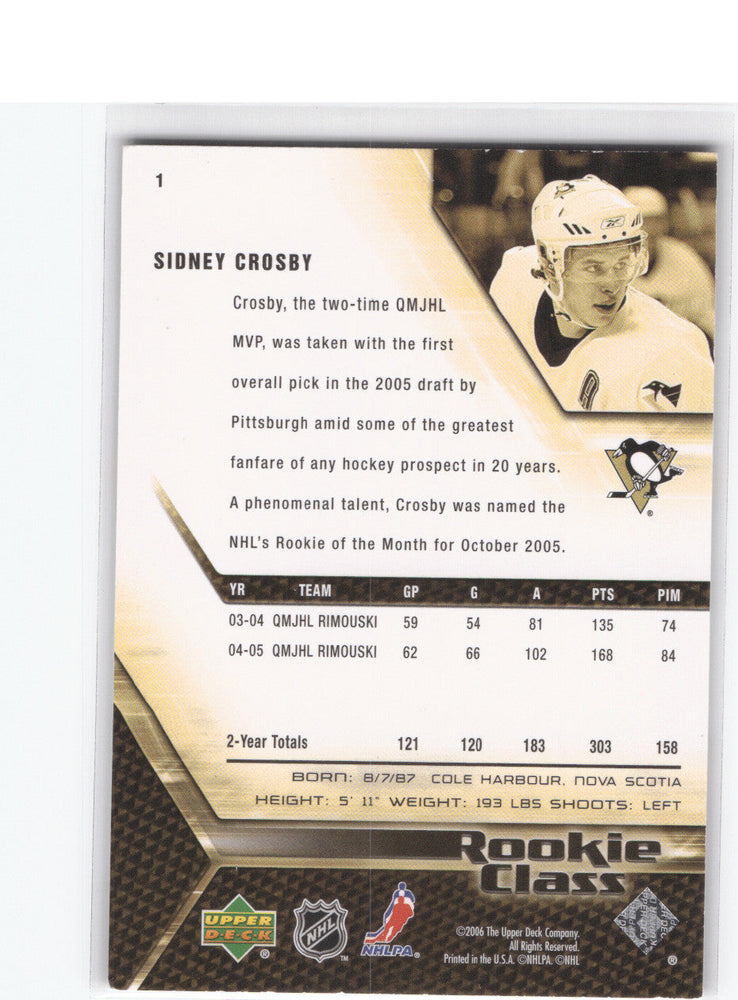 1
SIDNEY CROSBY
Crosby, the two-time QMJHL
MVP, was taken with the first
overall pick in the 2005 draft by
Pittsburgh amid some of the greatest
fanfare of any hockey prospect in 20 years.
A phenomenal talent, Crosby was named the
NHL's Rookie of the Month for October 2005.
YR TEAM GP G A PTS PIM
03-04 QMJHL RIMOUSKI 59 54 81 135 74
04-05 QMJHL RIMOUSKI 62 66 102 168 84
2-Year Totals 121 120 183 303 158
BORN: 8/7/87 COLE HARBOUR, NOVA SCOTIA
HEIGHT: 5' 11" WEIGHT: 193 LBS SHOOTS: LEFT
Rookie
Class
UPPER
DECK
®
NHL
™
NHLPA
®
©2006 The Upper Deck Company.
All Rights Reserved.
Printed in the U.S.A. ©NHLPA. ©NHL
®